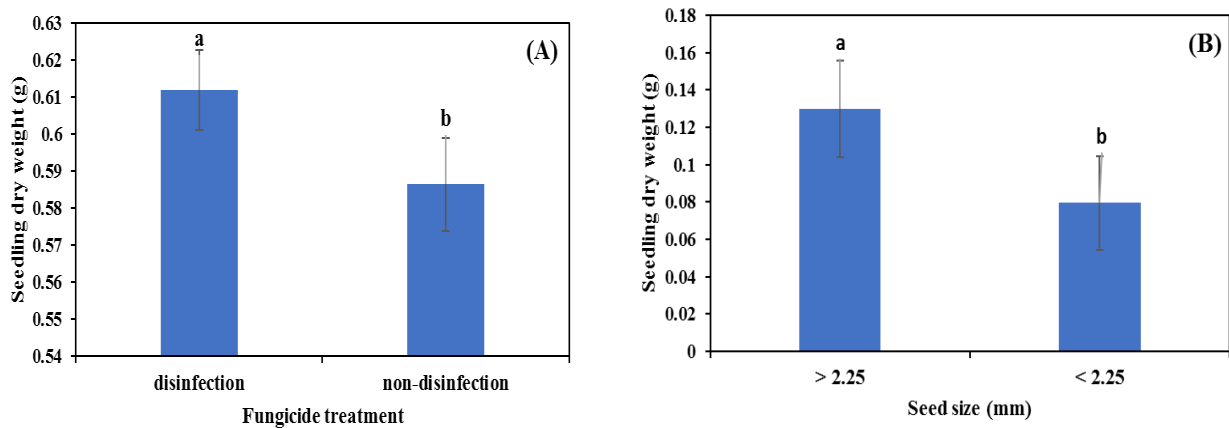 (A)
Seedling dry weight (g)
0.63
0.62
0.61
0.6
0.59
0.58
0.57
0.56
0.55
0.54
a
b
disinfection
non-disinfection
Fungicide treatment
(B)
Seedling dry weight (g)
0.18
0.16
0.14
0.12
0.1
0.08
0.06
0.04
0.02
0
a
b
> 2.25
< 2.25
Seed size (mm)